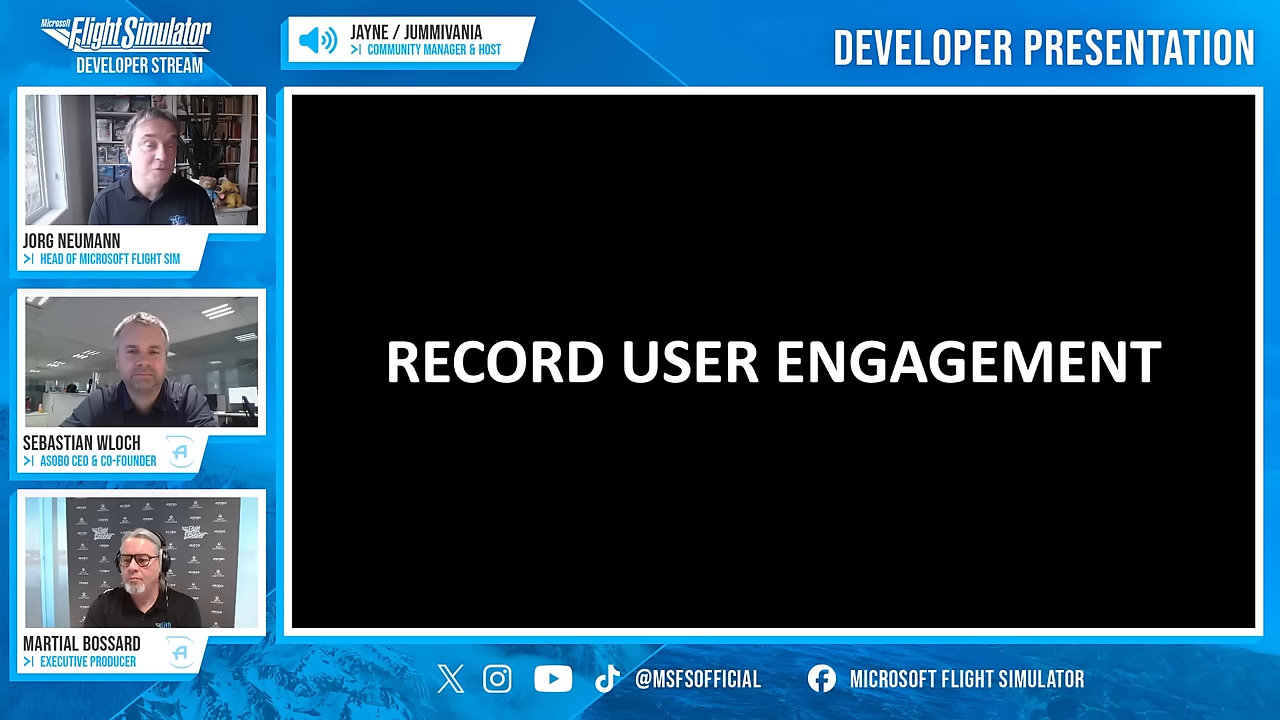 Microsoft
Flight Simulator
DEVELOPER STREAM
JAYNE / JUMMIVANIA
COMMUNITY MANAGER & HOST
DEVELOPER PRESENTATION
JORG NEUMANN
HEAD OF MICROSOFT FLIGHT SIM
RECORD USER ENGAGEMENT
SEBASTIAN WLOCH
ASOBO CEO & CO-FOUNDER
MARTIAL BOSSARD
EXECUTIVE PRODUCER
@MSFSOFFICIAL
MICROSOFT FLIGHT SIMULATOR